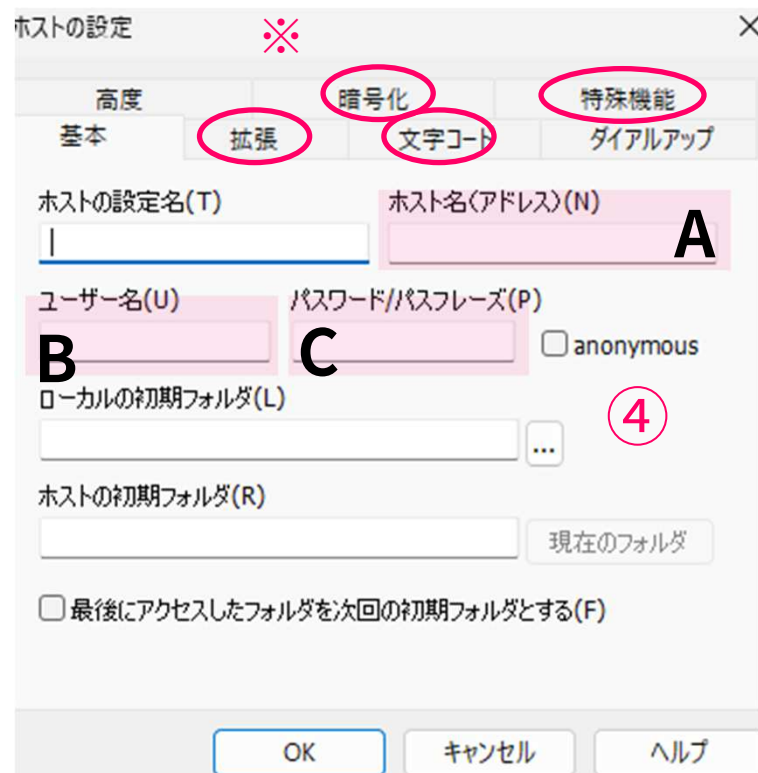 ホストの設定 ※
高度 暗号化 特殊機能
基本 拡張 文字コード ダイアルアップ
ホストの設定名(T) ホスト名(アドレス)(N)
A
ユーザー名(U) パスワード/パスフレーズ(P)
B C anonymous
ローカルの初期フォルダ(L)
④
...
ホストの初期フォルダ(R)
現在のフォルダ
最後にアクセスしたフォルダを次回の初期フォルダとする(F)
OK キャンセル ヘルプ